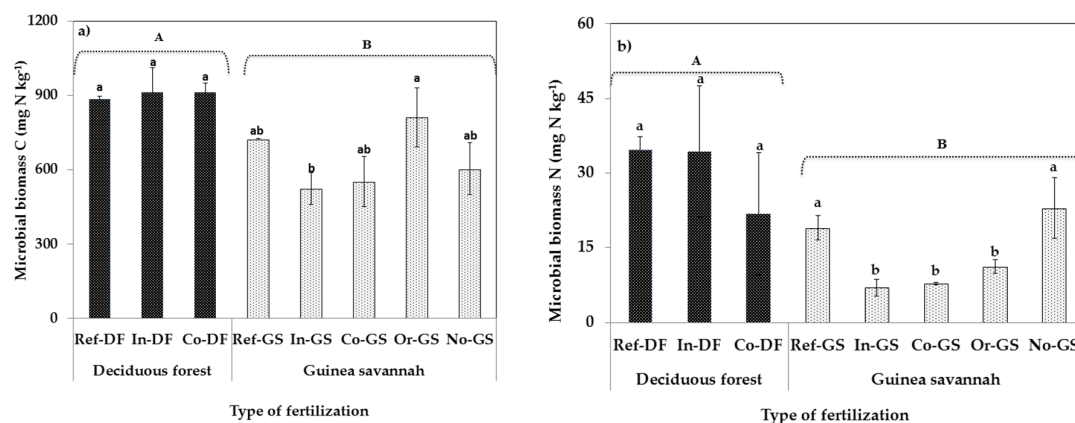 1200
a)
A
B
a
a
a
ab
b
ab
a
ab
900
600
300
0
Microbial biomass C (mg N kg-1)
Ref-DF In-DF Co-DF Ref-GS In-GS Co-GS Or-GS No-GS
Deciduous forest Guinea savannah
Type of fertilization
60
b)
A
B
a
a
a
a
b
b
b
a
45
30
15
0
Microbial biomass N (mg N kg-1)
Ref-DF In-DF Co-DF Ref-GS In-GS Co-GS Or-GS No-GS
Deciduous forest Guinea savannah
Type of fertilization